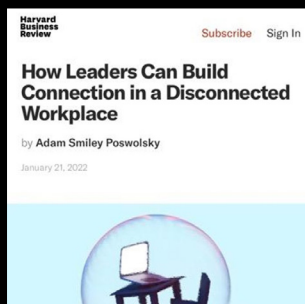 Harvard
Business
Review
Subscribe Sign In
How Leaders Can Build
Connection in a Disconnected
Workplace
by Adam Smiley Poswolsky
January 21, 2022